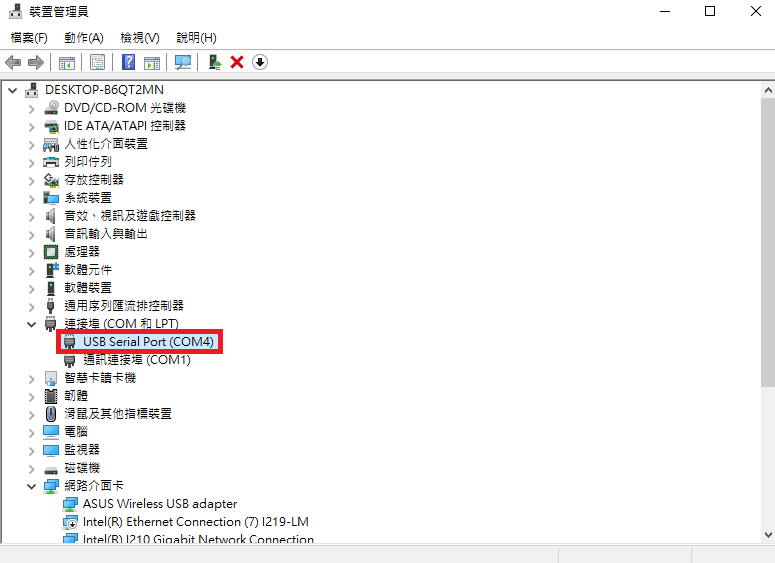 裝置管理員
檔案(F) 動作(A) 檢視(V) 說明(H)
DESKTOP-B6QT2MN
DVD/CD-ROM 光碟機
IDE ATA/ATAPI 控制器
人性化介面裝置
列印佇列
存放控制器
系統裝置
音效、視訊及遊戲控制器
音訊輸入與輸出
處理器
軟體元件
軟體裝置
通用序列匯流排控制器
連接埠 (COM 和 LPT)
USB Serial Port (COM4)
通訊連接埠 (COM1)
智慧卡讀卡機
韌體
滑鼠及其他指標裝置
電腦
監視器
磁碟機
網路介面卡
ASUS Wireless USB adapter
Intel(R) Ethernet Connection (7) I219-LM
Intel(R) I210 Gigabit Network Connection